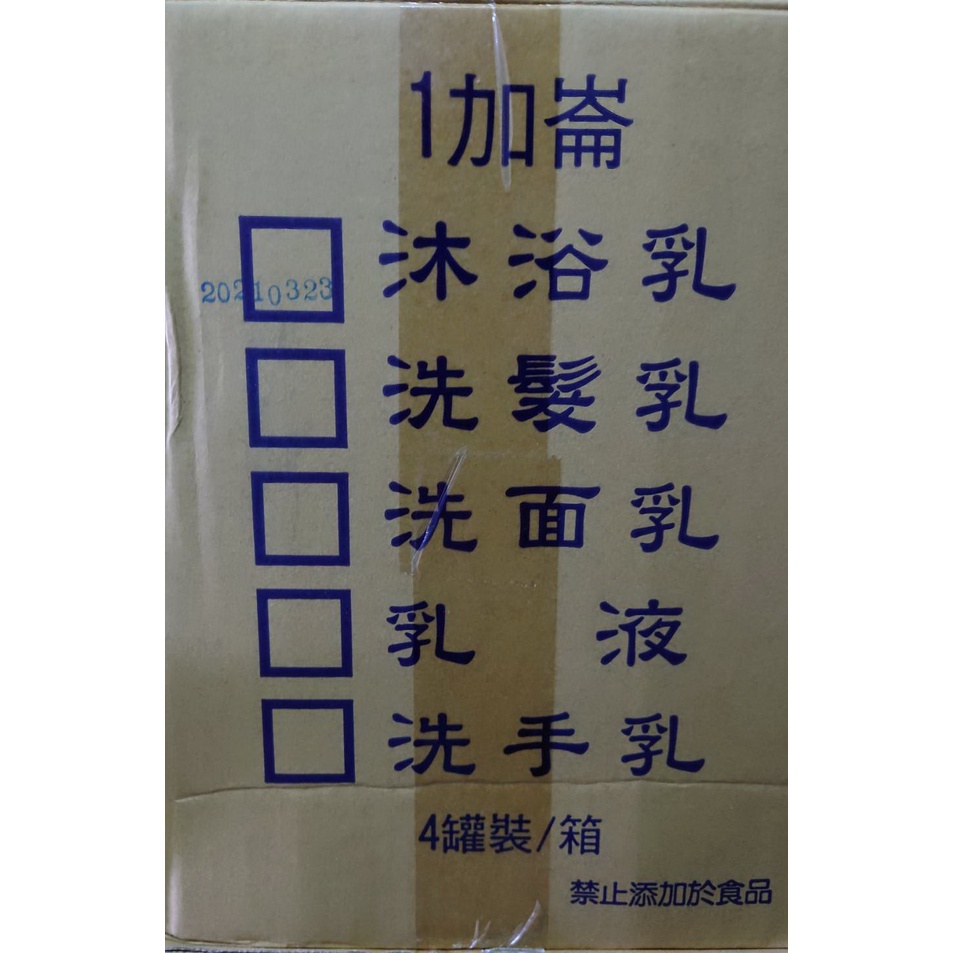 1加崙
沐浴乳
20210323
洗髮乳
洗面乳
乳 液
洗手乳
4罐裝/箱
禁止添加於食品